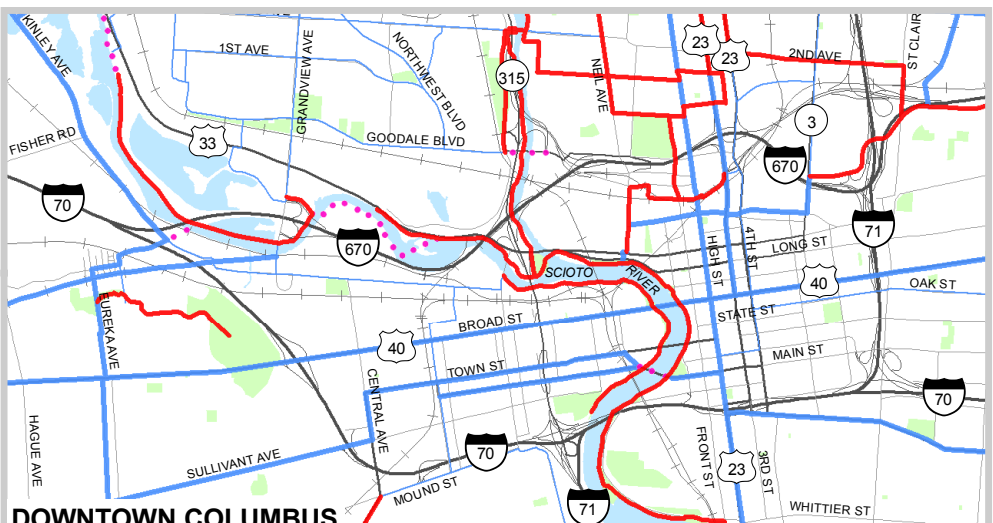 KINLEY AVE
1ST AVE
GRANDVIEW AVE
NORTHWEST BLVD
315
NEIL AVE
23
23
2ND AVE
ST CLAIR
FISHER RD
33
GOODALE BLVD
3
670
70
670
71
HIGH ST
4TH ST
LONG ST
SCIOTO
RIVER
40
OAK ST
EUREKA AVE
BROAD ST
STATE ST
40
MAIN ST
TOWN ST
CENTRAL AVE
70
HAGUE AVE
70
SULLIVANT AVE
FRONT ST
23
3RD ST
MOUND ST
71
WHITTIER ST
DOWNTOWN COLUMBUS